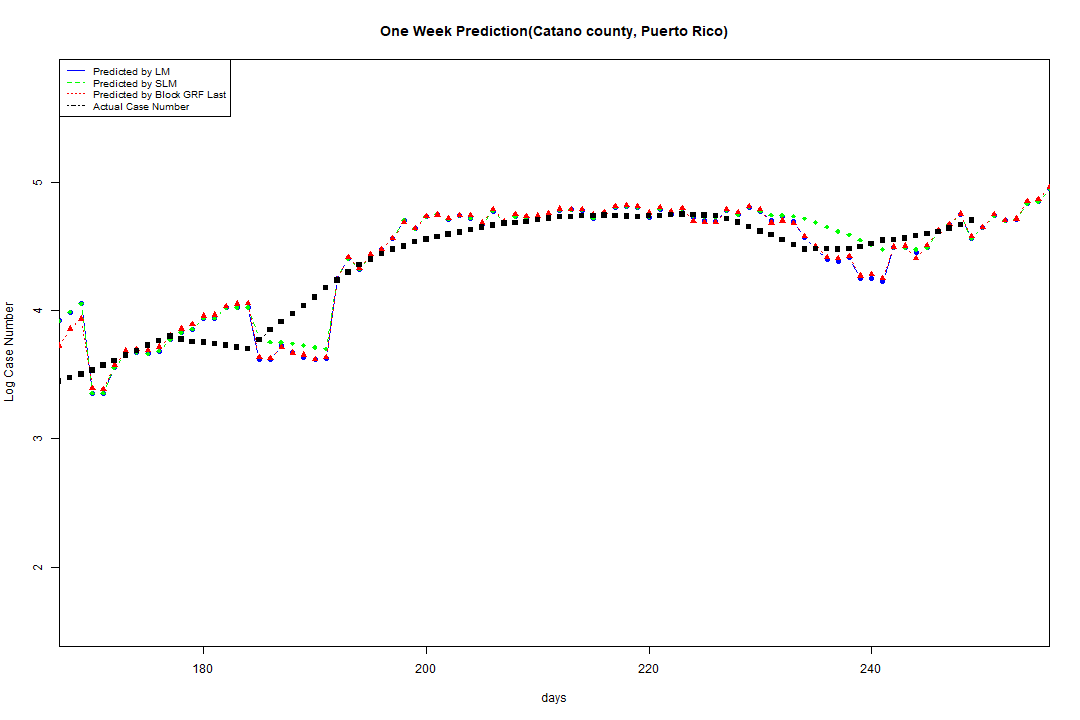 One Week Prediction(Catano county, Puerto Rico)
Predicted by LM
Predicted by SLM
Predicted by Block GRF Last
Actual Case Number
5
4
3
2
Log Case Number
180 200 220 240
days